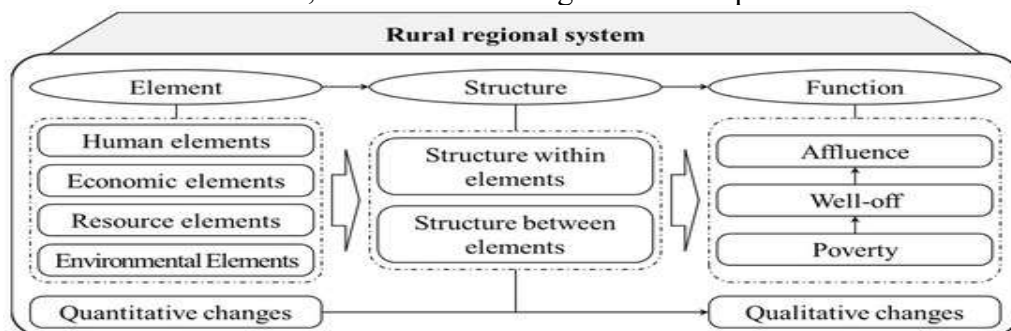 Rural regional system
Element
Structure
Function
Human elements
Economic elements
Resource elements
Environmental Elements
Structure within
elements
Structure between
elements
Affluence
Well-off
Poverty
Quantitative changes
Qualitative changes